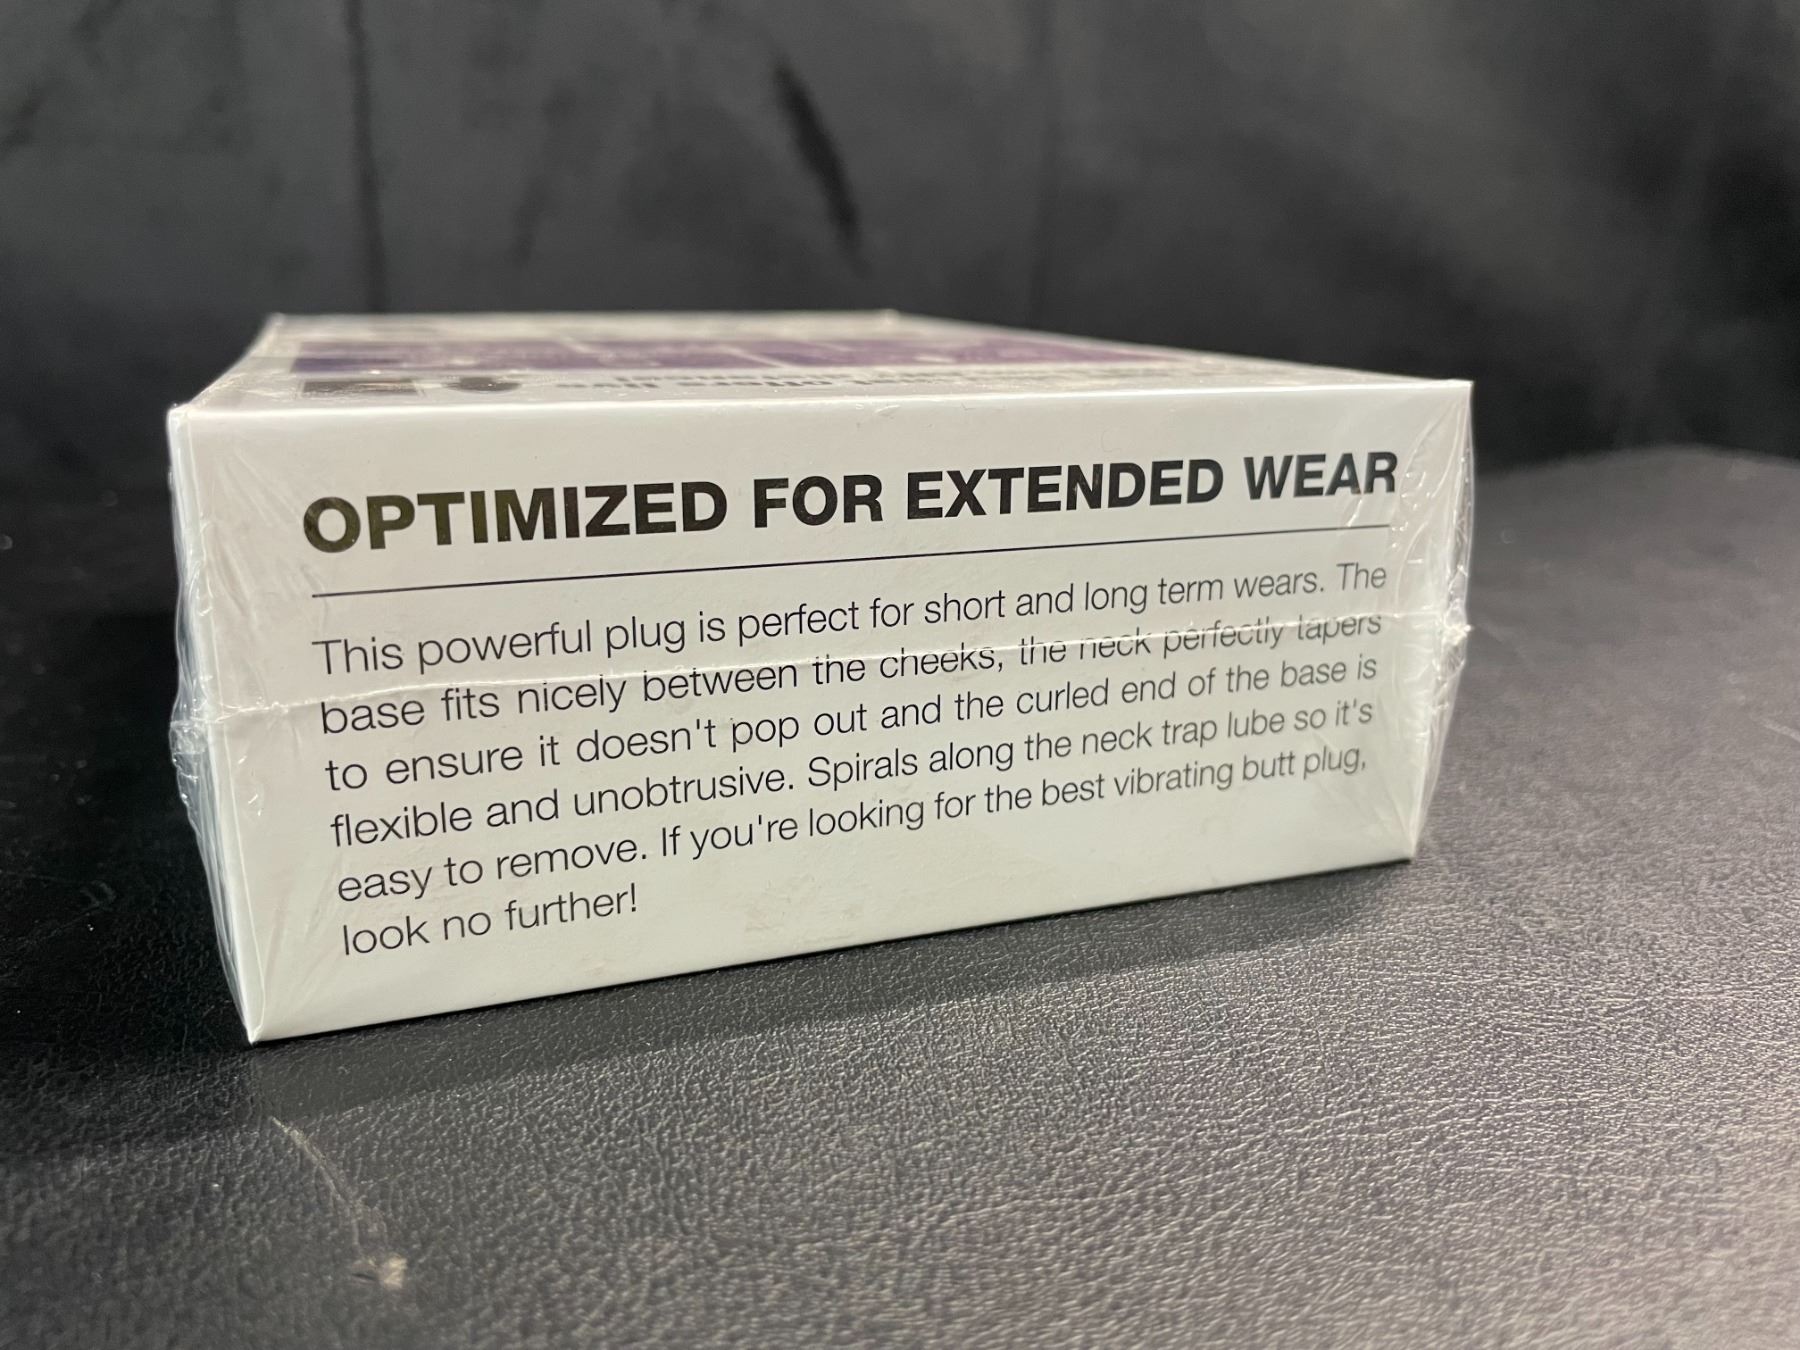 OPTIMIZED FOR EXTENDED WEAR
This powerful plug is perfect for short and long term wears. The
base fits nicely between the cheeks, the neck perfectly tapers
to ensure it doesn't pop out and the curled end of the base is
flexible and unobtrusive. Spirals along the neck trap lube so it's
easy to remove. If you're looking for the best vibrating butt plug,
look no further!